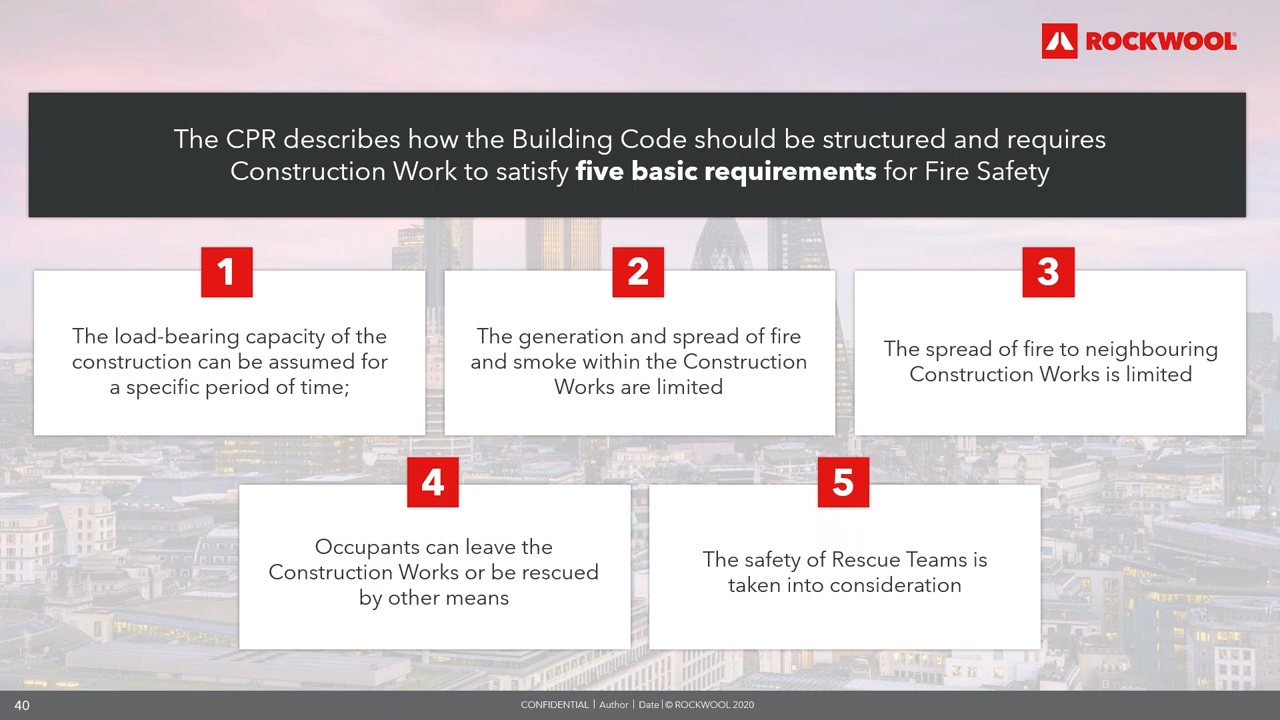 ROCKWOOL
The CPR describes how the Building Code should be structured and requires
Construction Work to satisfy five basic requirements for Fire Safety
1
The load-bearing capacity of the
construction can be assumed for
a specific period of time;
2
The generation and spread of fire
and smoke within the Construction
Works are limited
3
The spread of fire to neighbouring
Construction Works is limited
4
Occupants can leave the
Construction Works or be rescued
by other means
5
The safety of Rescue Teams is
taken into consideration
40
CONFIDENTIAL | Author | Date | © ROCKWOOL 2020